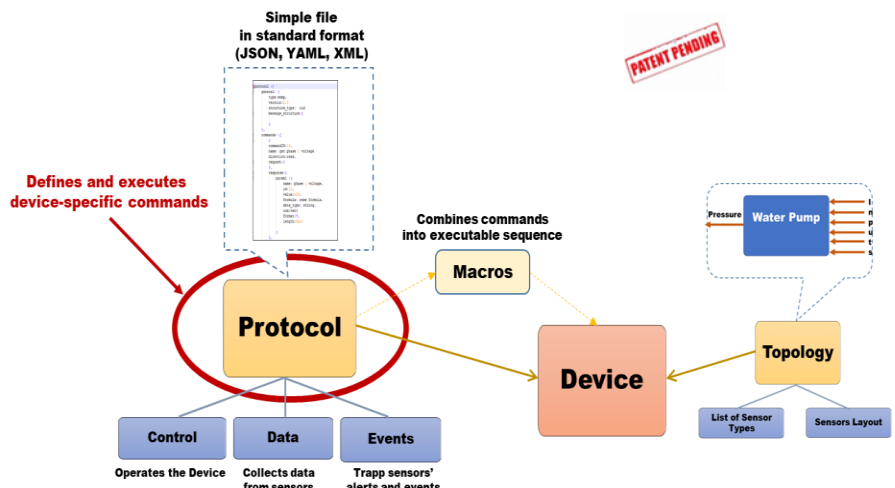 Simple file
in standard format
(JSON, YAML, XML)
PATENT PENDING
Defines and executes
device-specific commands
Combines commands
into executable sequence
Pressure
Water Pump
Inputs
Macros
Protocol
Device
Topology
Control
Data
Events
List of Sensor
Types
Sensors Layout
Operates the Device
Collects data
from sensors
Trapp sensors'
alerts and events